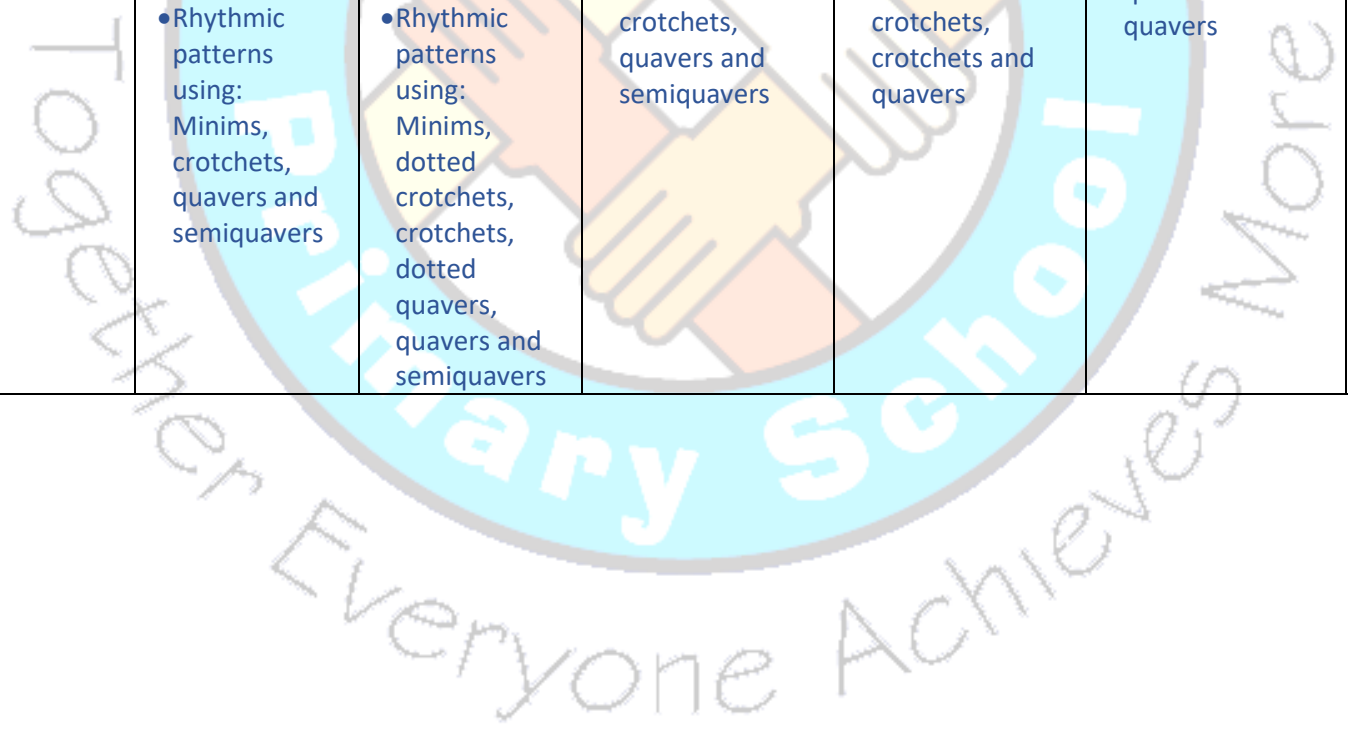 •Rhythmic
patterns
using:
Minims,
crotchets,
quavers and
semiquavers
•Rhythmic
patterns
using:
Minims,
dotted
crotchets,
crotchets,
dotted
quavers,
quavers and
semiquavers
crotchets,
quavers and
semiquavers
crotchets,
crotchets and
quavers
quavers
Primary School
Together Everyone Achieves More